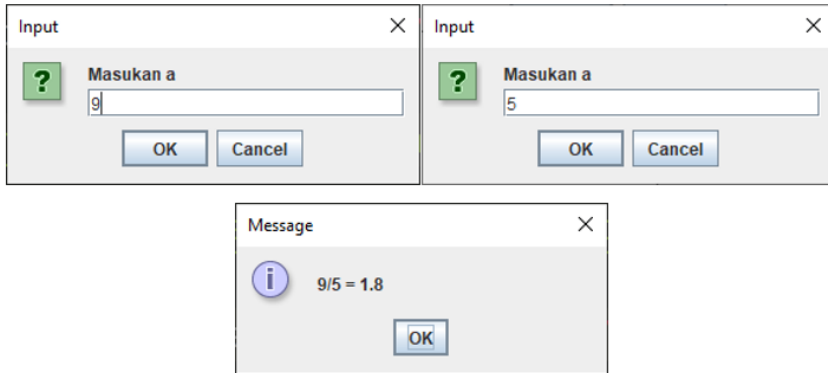 Input
Masukan a
9
OK Cancel
Input
Masukan a
5
OK Cancel
Message
9/5 = 1.8
OK